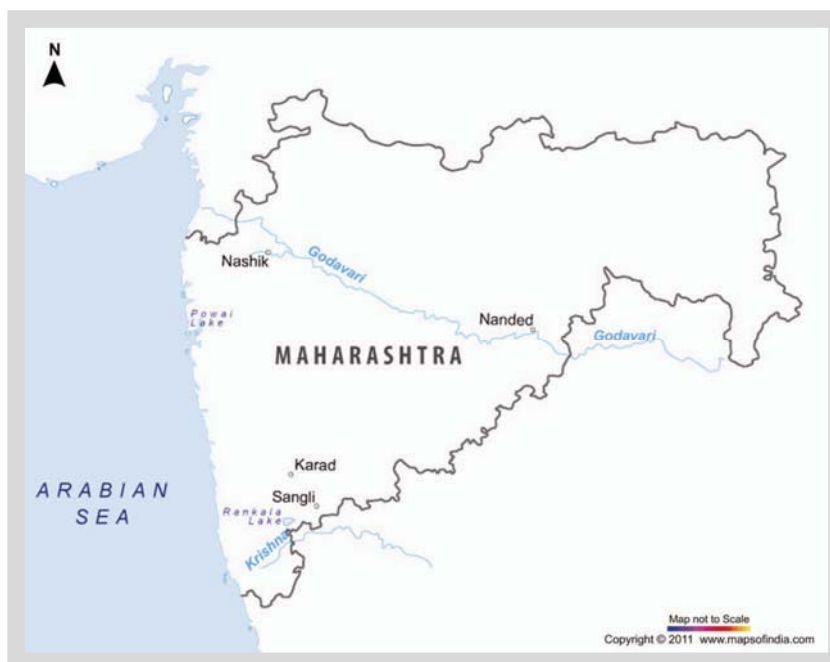 N
Nashik
Godavari
Powai
Lake
Nanded
Godavari
MAHARASHTRA
Karad
ARABIAN
SEA
Sangli
Rankala
Lake
Krishna
Map not to Scale
Copyright © 2011 www.mapsofindia.com